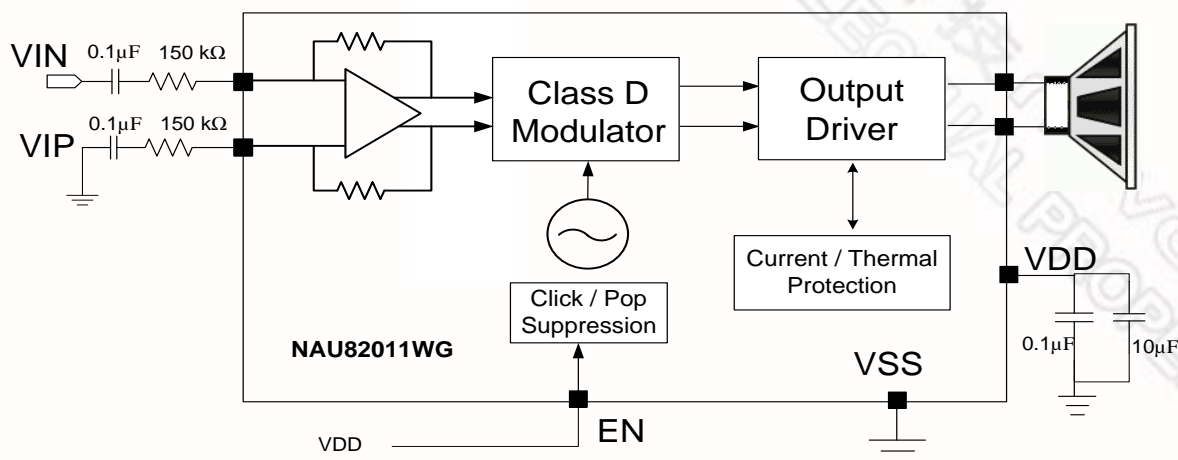 VIN
0.1µF
150 kΩ
VIP
0.1µF
150 kΩ
Class D
Modulator
Output
Driver
Current / Thermal
Protection
Click / Pop
Suppression
NAU82011WG
VDD
0.1µF
10µF
VSS
EN
VDD